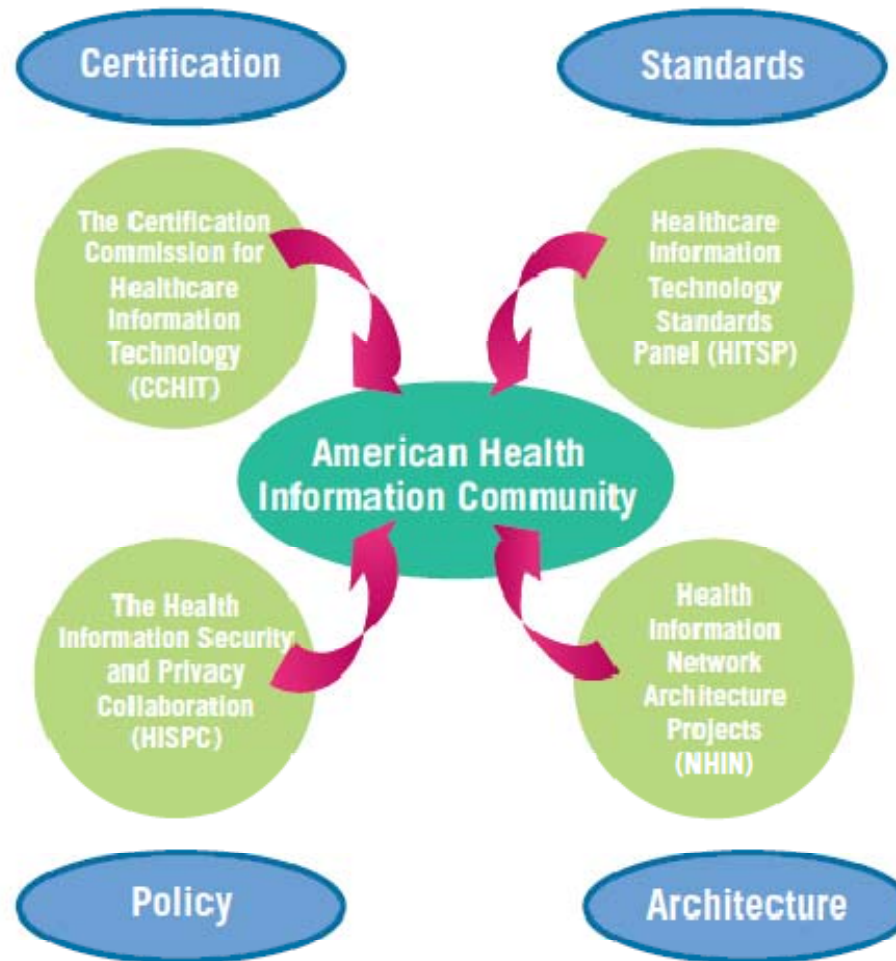 Certification
Standards
The Certification
Commission for
Healthcare
Information
Technology
(CCHIT)
Healthcare
Information
Technology
Standards
Panel (HITSP)
American Health
Information Community
The Health
Information Security
and Privacy
Collaboration
(HISPC)
Health
Information
Network
Architecture
Projects
(NHIN)
Policy
Architecture